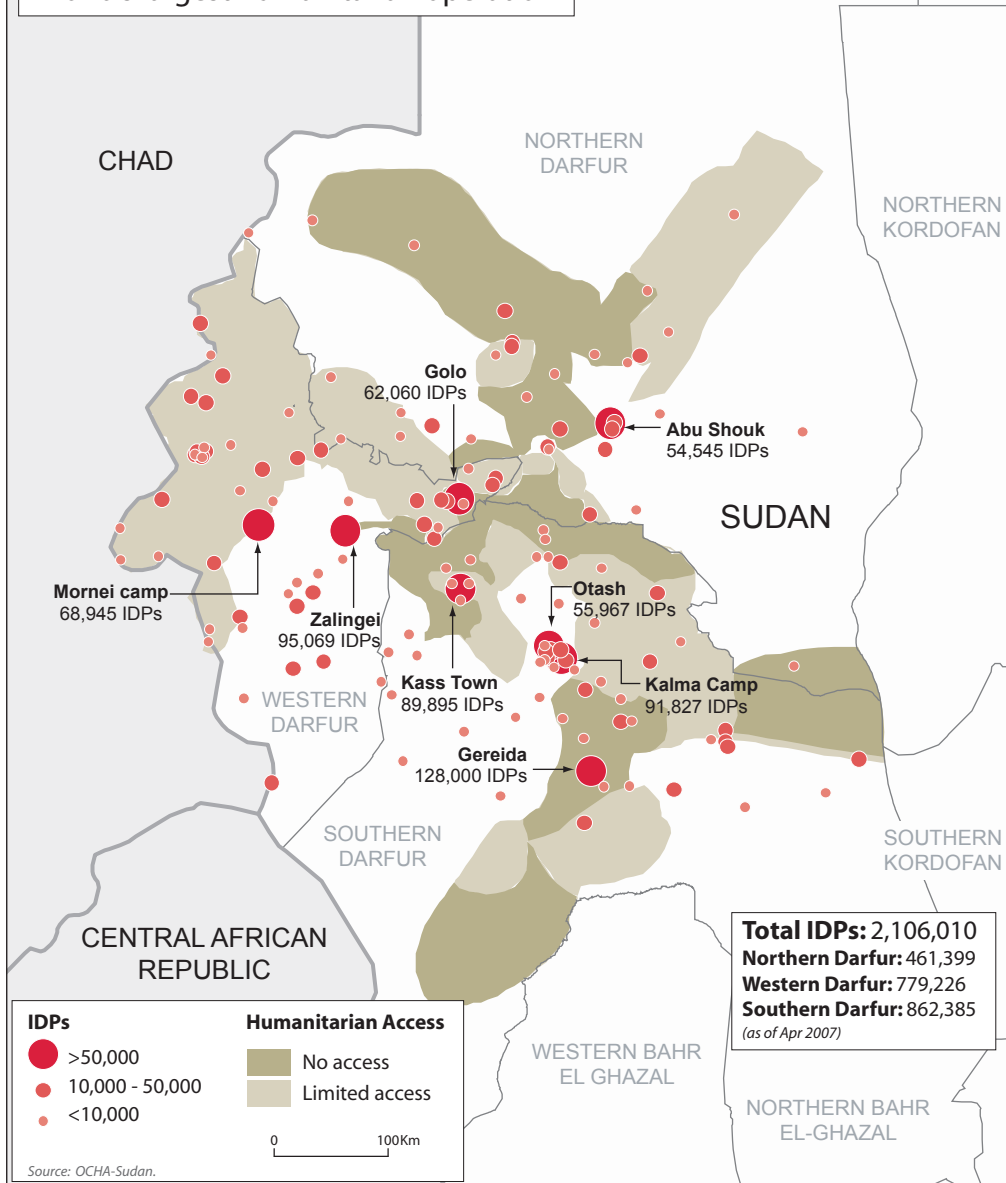 CHAD
NORTHERN
DARFUR
NORTHERN
KORDOFAN
Golo
62,060 IDPs
Abu Shouk
54,545 IDPs
SUDAN
Mornei camp
68,945 IDPs
Zalingei
95,069 IDPs
Otash
55,967 IDPs
Kass Town
89,895 IDPs
Kalma Camp
91,827 IDPs
WESTERN
DARFUR
Gereida
128,000 IDPs
SOUTHERN
DARFUR
SOUTHERN
KORDOFAN
CENTRAL AFRICAN
REPUBLIC
Total IDPs: 2,106,010
Northern Darfur: 461,399
Western Darfur: 779,226
Southern Darfur: 862,385
(as of Apr 2007)
IDPs
>50,000
10,000 - 50,000
<10,000
Humanitarian Access
No access
Limited access
0 100Km
Source: OCHA-Sudan.
WESTERN BAHR
EL GHAZAL
NORTHERN BAHR
EL-GHAZAL